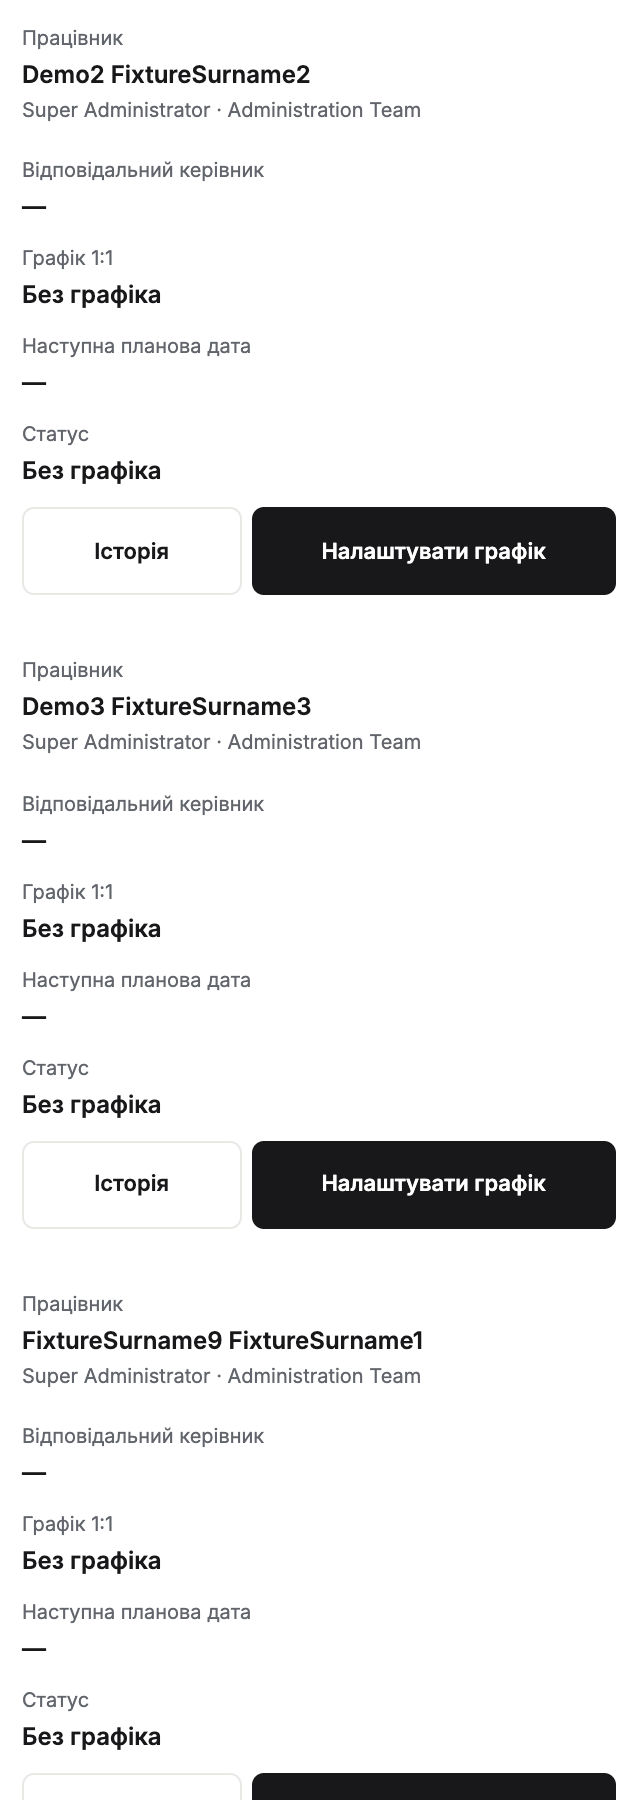 Працівник
Demo2 FixtureSurname2
Super Administrator · Administration Team
Відповідальний керівник
—
Графік 1:1
Без графіка
Наступна планова дата
—
Статус
Без графіка
Історія
Налаштувати графік
Працівник
Demo3 FixtureSurname3
Super Administrator · Administration Team
Відповідальний керівник
—
Графік 1:1
Без графіка
Наступна планова дата
—
Статус
Без графіка
Історія
Налаштувати графік
Працівник
FixtureSurname9 FixtureSurname1
Super Administrator · Administration Team
Відповідальний керівник
—
Графік 1:1
Без графіка
Наступна планова дата
—
Статус
Без графіка